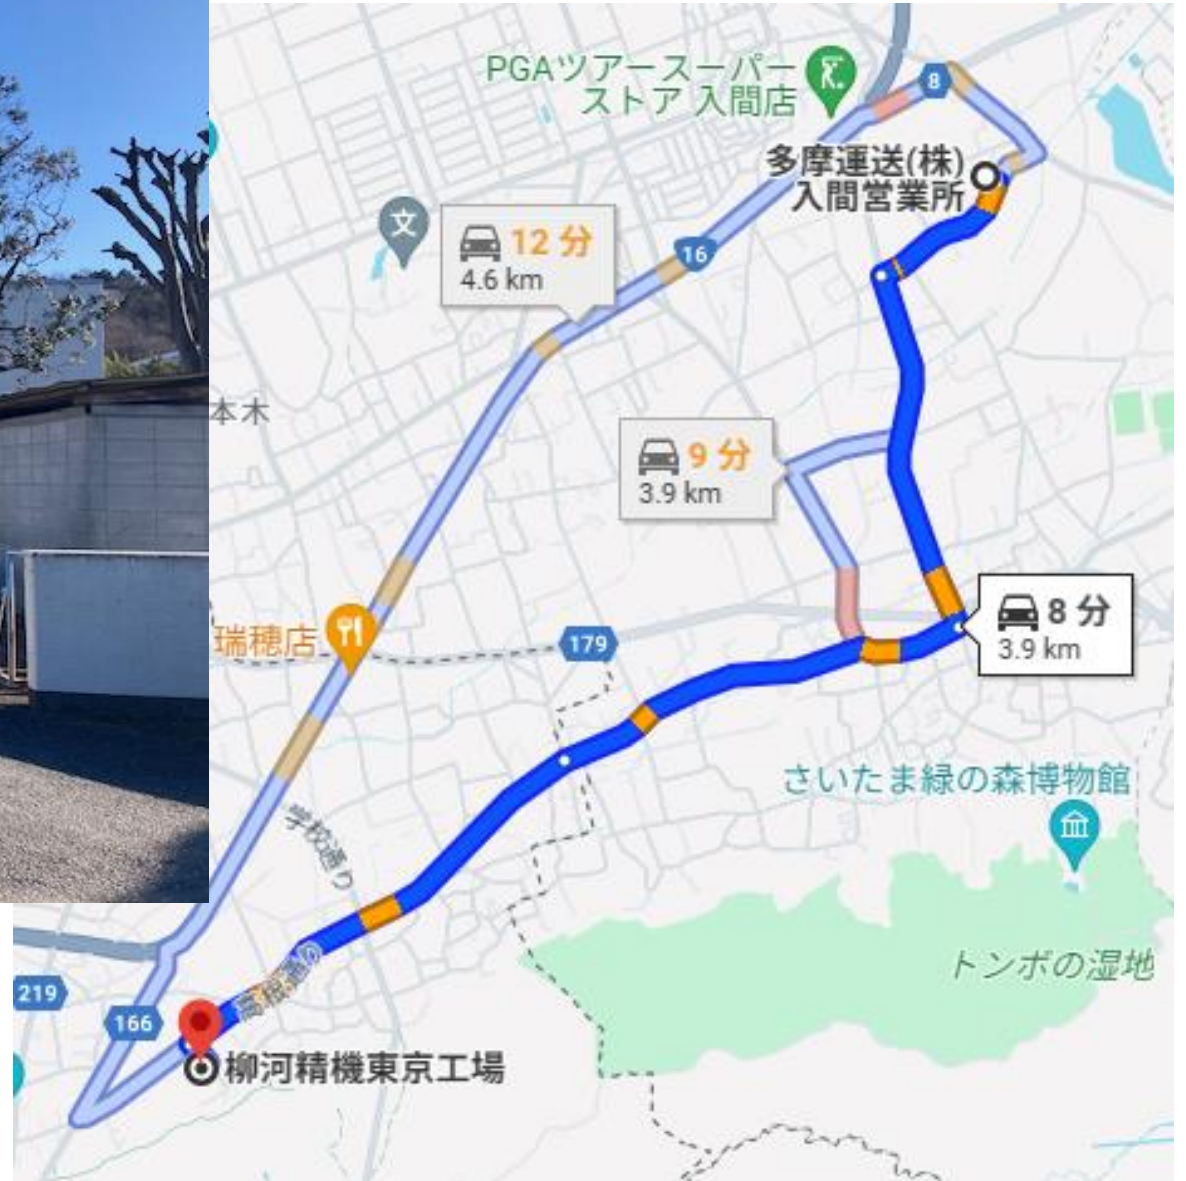 PGAツアースーパー
ストア 入間店
8
多摩運送(株)
入間営業所
文
12 分
4.6 km
16
本木
9 分
3.9 km
8 分
3.9 km
瑞穂店
179
さいたま緑の森博物館
学校通り
トンボの湿地
219
166
柳河精機東京工場